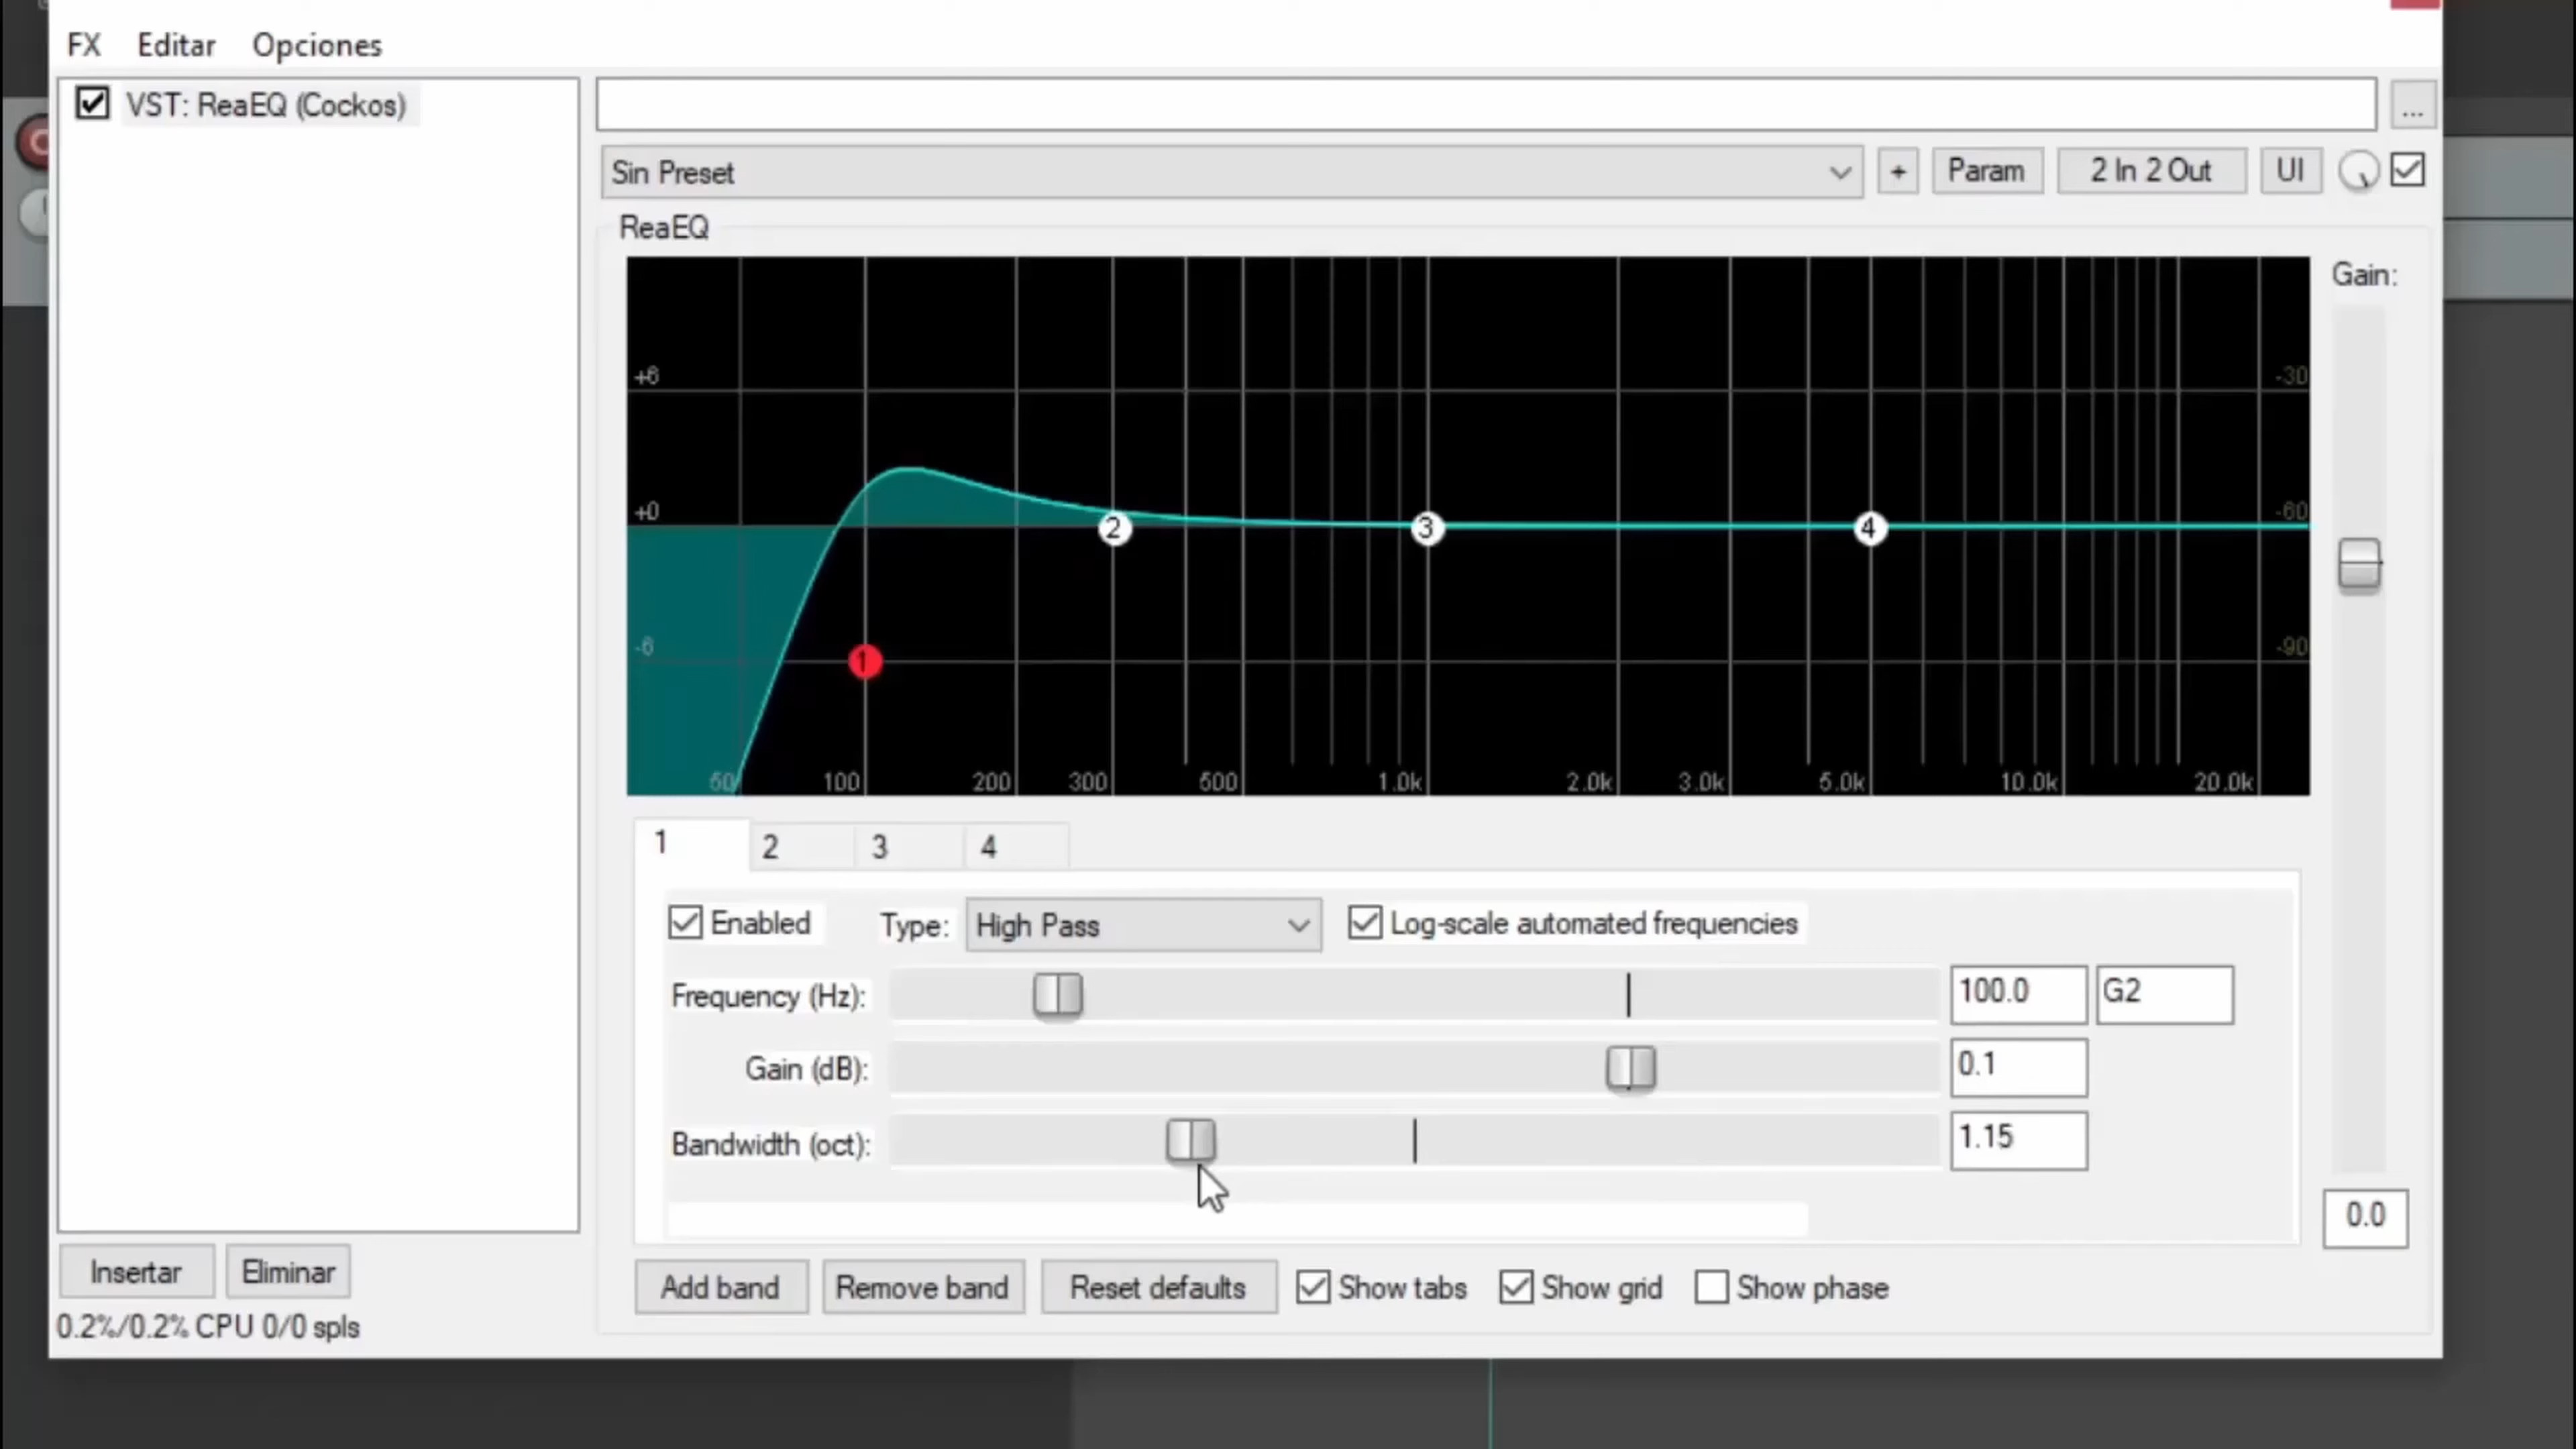 FX Editar Opciones
VST: ReaEQ (Cockos)
...
Sin Preset + Param 2 In 2 Out UI
ReaEQ
Gain:
+6 -30
+0 -60
2 3 4
-6 -90
1
50 100 200 300 500 1.0k 2.0k 3.0k 5.0k 10.0k 20.0k
1 2 3 4
Enabled Type: High Pass Log-scale automated frequencies
Frequency (Hz): 100.0 G2
Gain (dB): 0.1
Bandwidth (oct): 1.15
0.0
Insertar Eliminar
Add band Remove band Reset defaults Show tabs Show grid Show phase
0.2%/0.2% CPU 0/0 spls